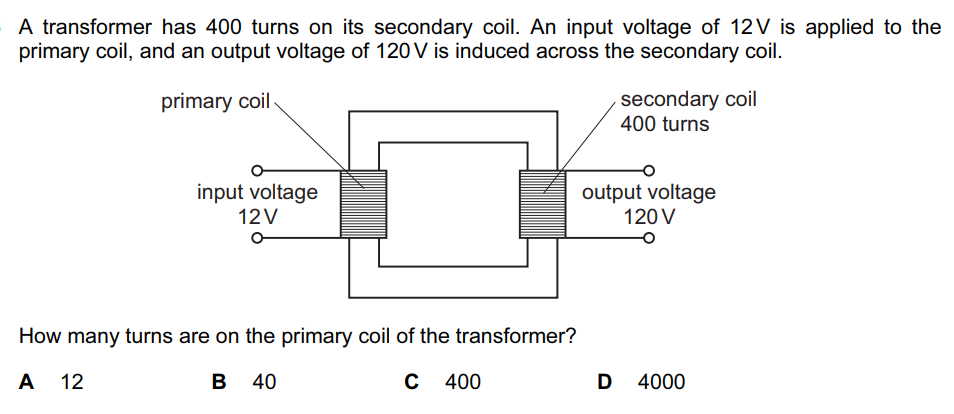 A transformer has 400 turns on its secondary coil. An input voltage of 12 V is applied to the
primary coil, and an output voltage of 120 V is induced across the secondary coil.
primary coil
secondary coil
400 turns
input voltage
12 V
output voltage
120 V
How many turns are on the primary coil of the transformer?
A 12 B 40 C 400 D 4000